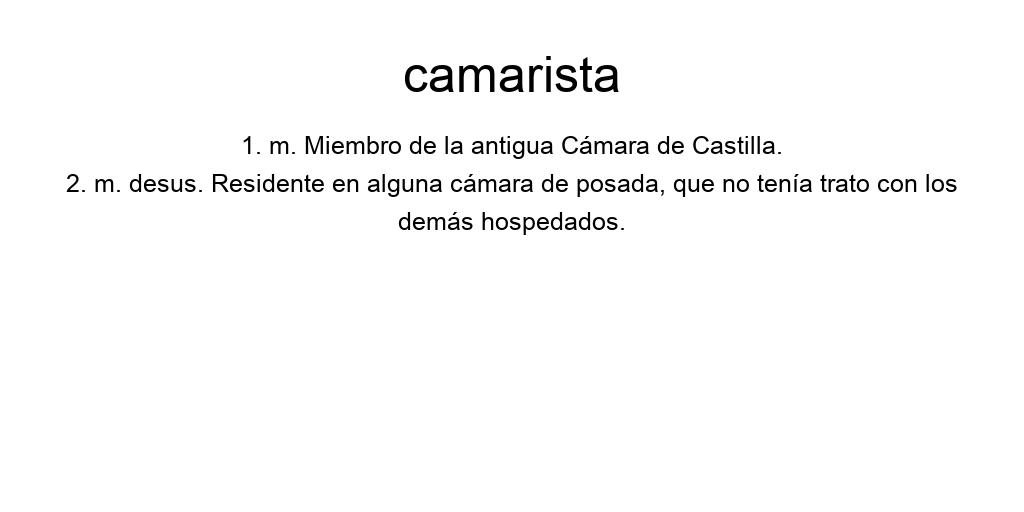 camarista
1. m. Miembro de la antigua Cámara de Castilla.
2. m. desus. Residente en alguna cámara de posada, que no tenía trato con los
demás hospedados.